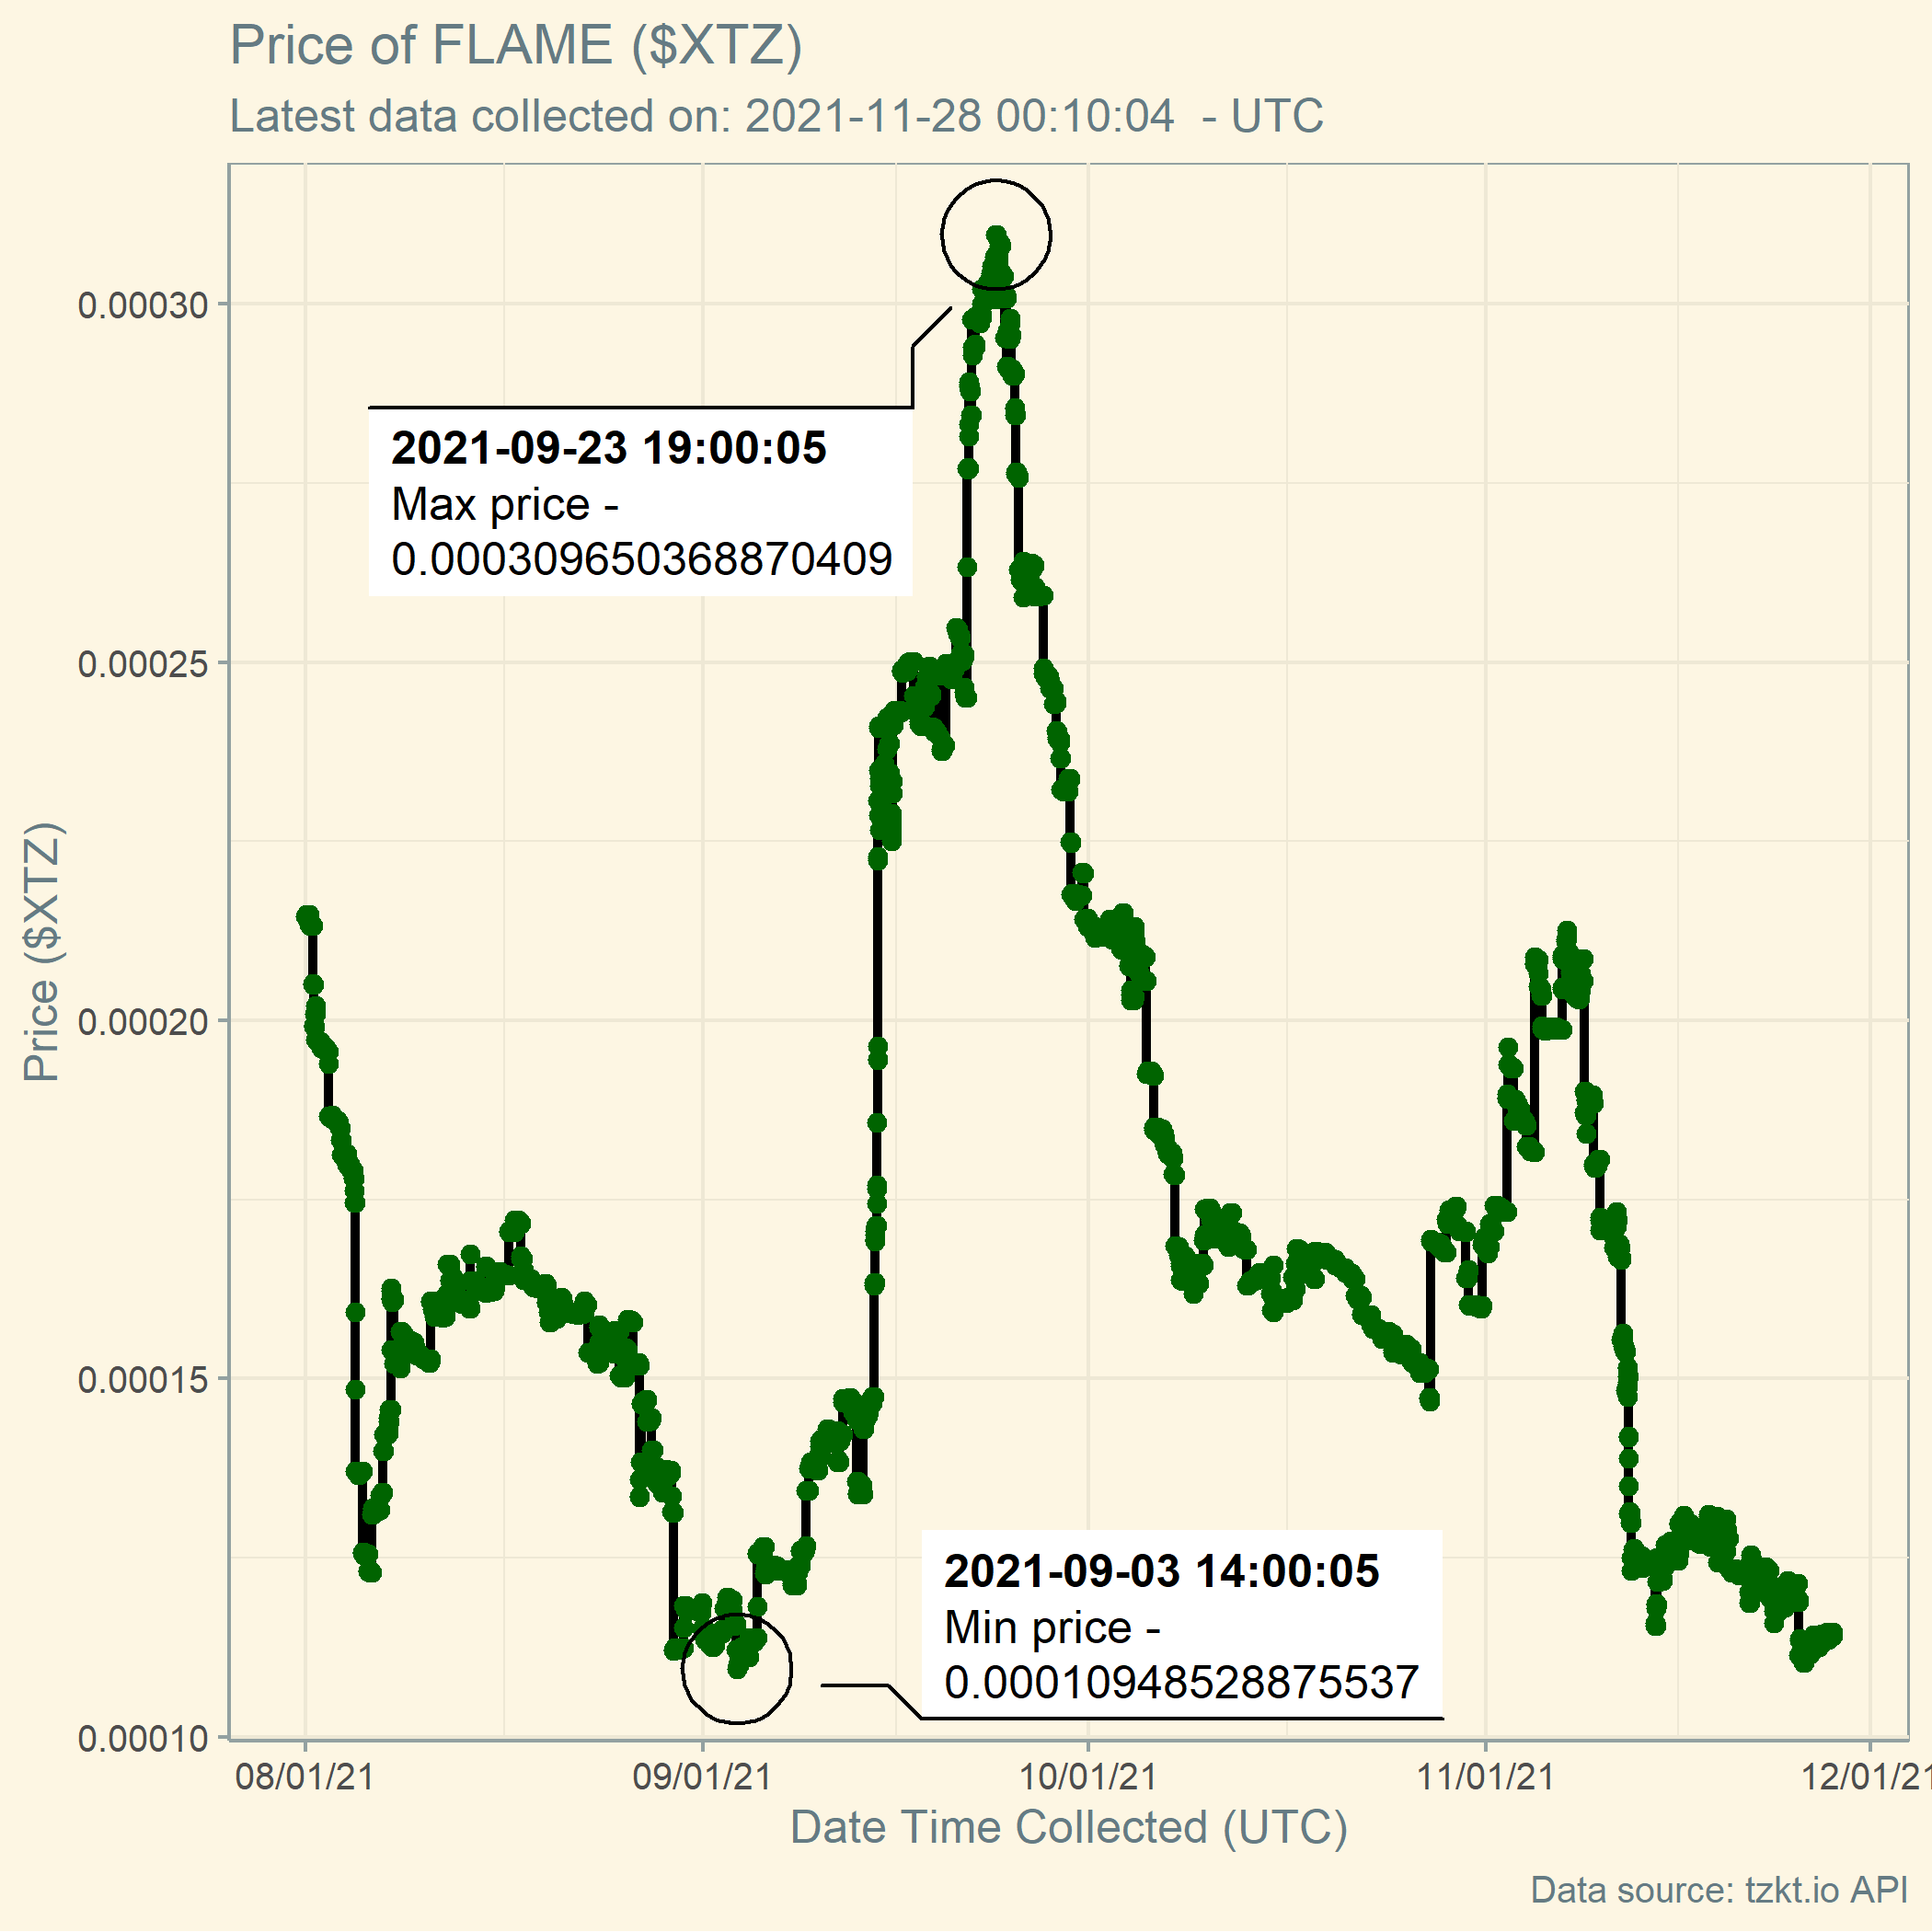 Price of FLAME ($XTZ)
Latest data collected on: 2021-11-28 00:10:04  - UTC
0.00030
2021-09-23 19:00:05
Max price -
0.000309650368870409
0.00025
Price ($XTZ)
0.00020
0.00015
2021-09-03 14:00:05
Min price -
0.00010948528875537
0.00010
08/01/21
09/01/21
10/01/21
11/01/21
12/01/21
Date Time Collected (UTC)
Data source: tzkt.io API